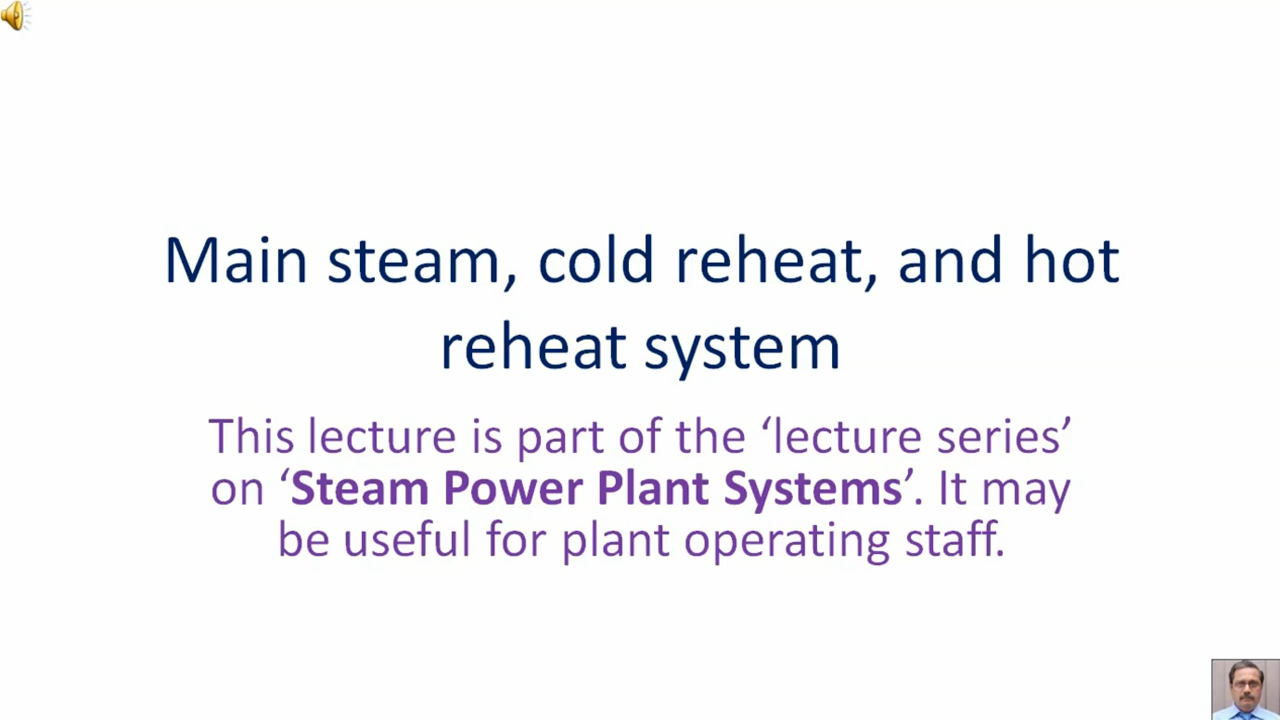 Main steam, cold reheat, and hot
reheat system
This lecture is part of the ‘lecture series’
on ‘Steam Power Plant Systems’. It may
be useful for plant operating staff.